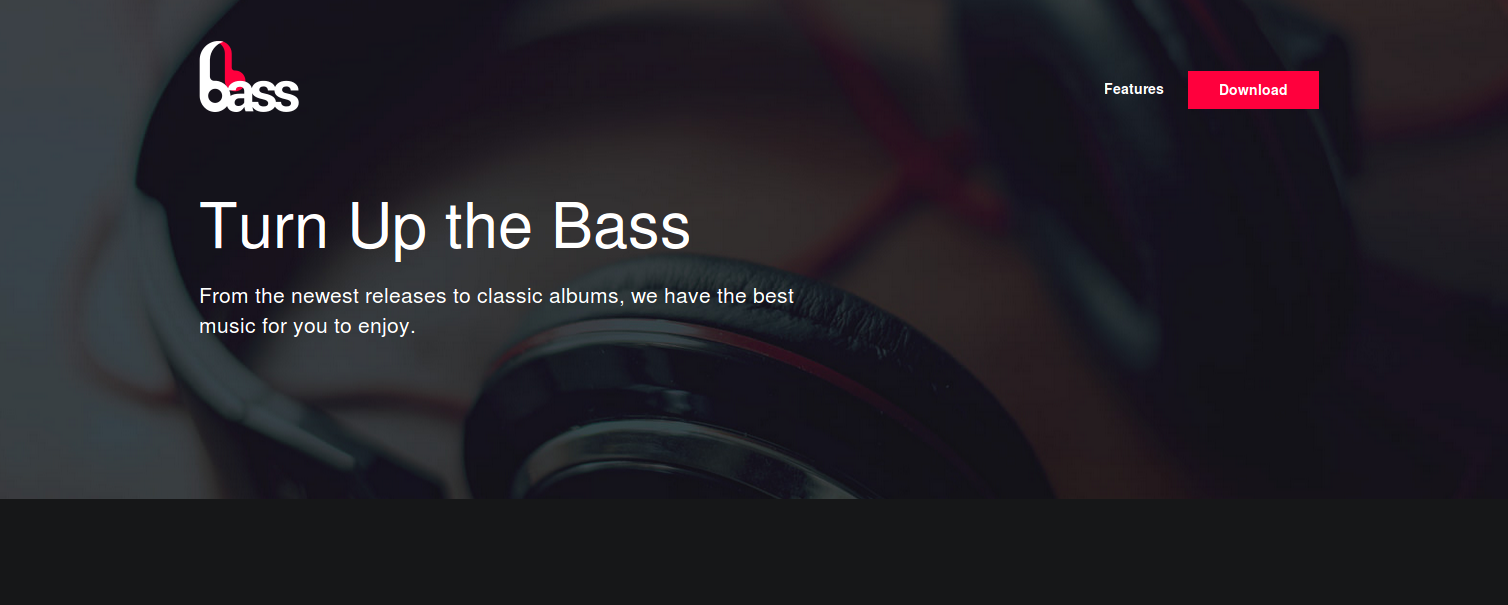 bass
Features
Download
Turn Up the Bass
From the newest releases to classic albums, we have the best
music for you to enjoy.